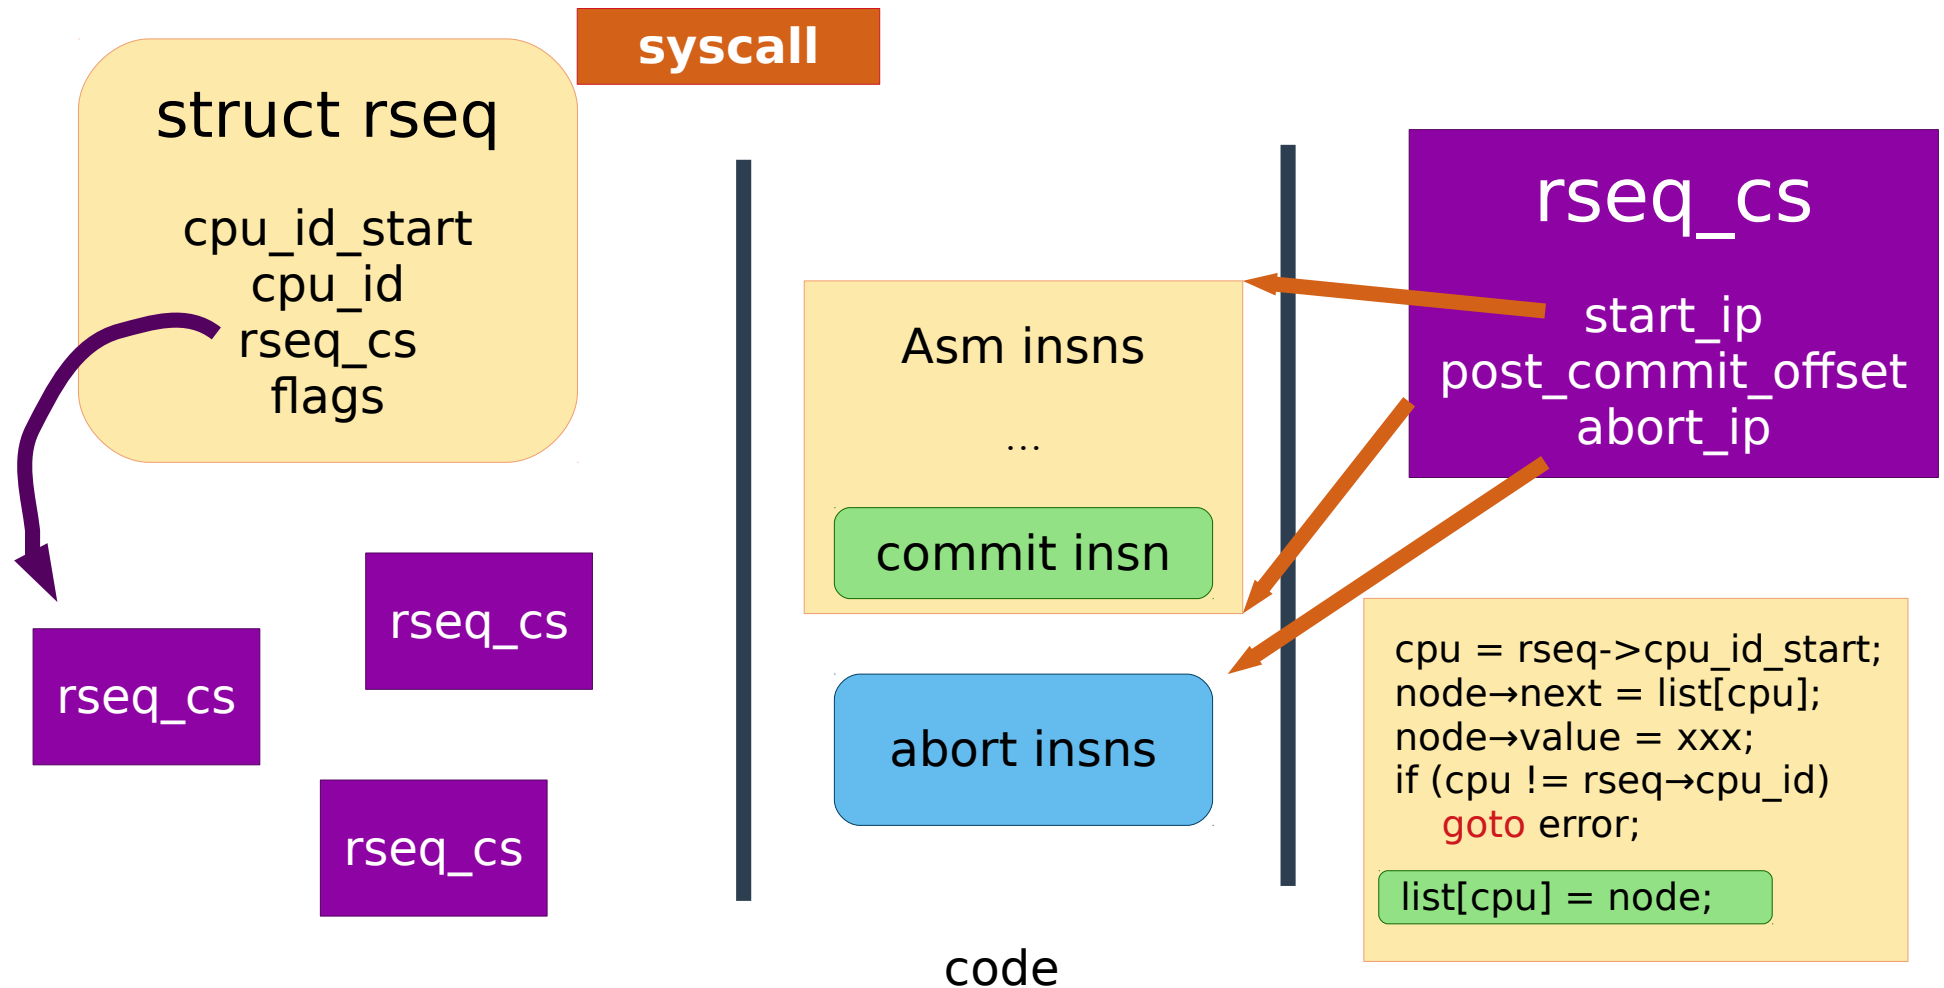 syscall
struct rseq
cpu_id_start
cpu_id
rseq_cs
flags
rseq_cs
rseq_cs
rseq_cs
Asm insns
...
commit insn
abort insns
code
rseq_cs
start_ip
post_commit_offset
abort_ip
cpu = rseq->cpu_id_start;
node→next = list[cpu];
node→value = xxx;
if (cpu != rseq→cpu_id)
goto error;
list[cpu] = node;